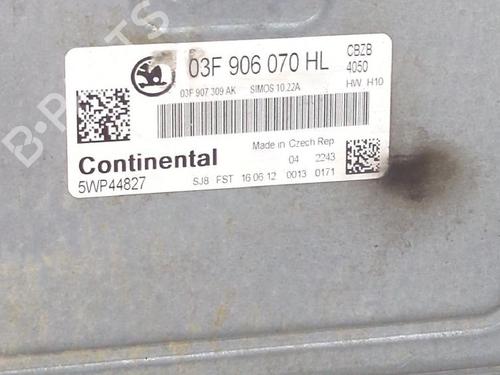 03F 906 070 HL
CBZB
4050
03F 907 309 AK SIMOS 10.22A
HW H10
Continental
Made in Czech Rep
04 2243
5WP44827
SJ8 FST 16.06.12 0013 0171
B-PARTS